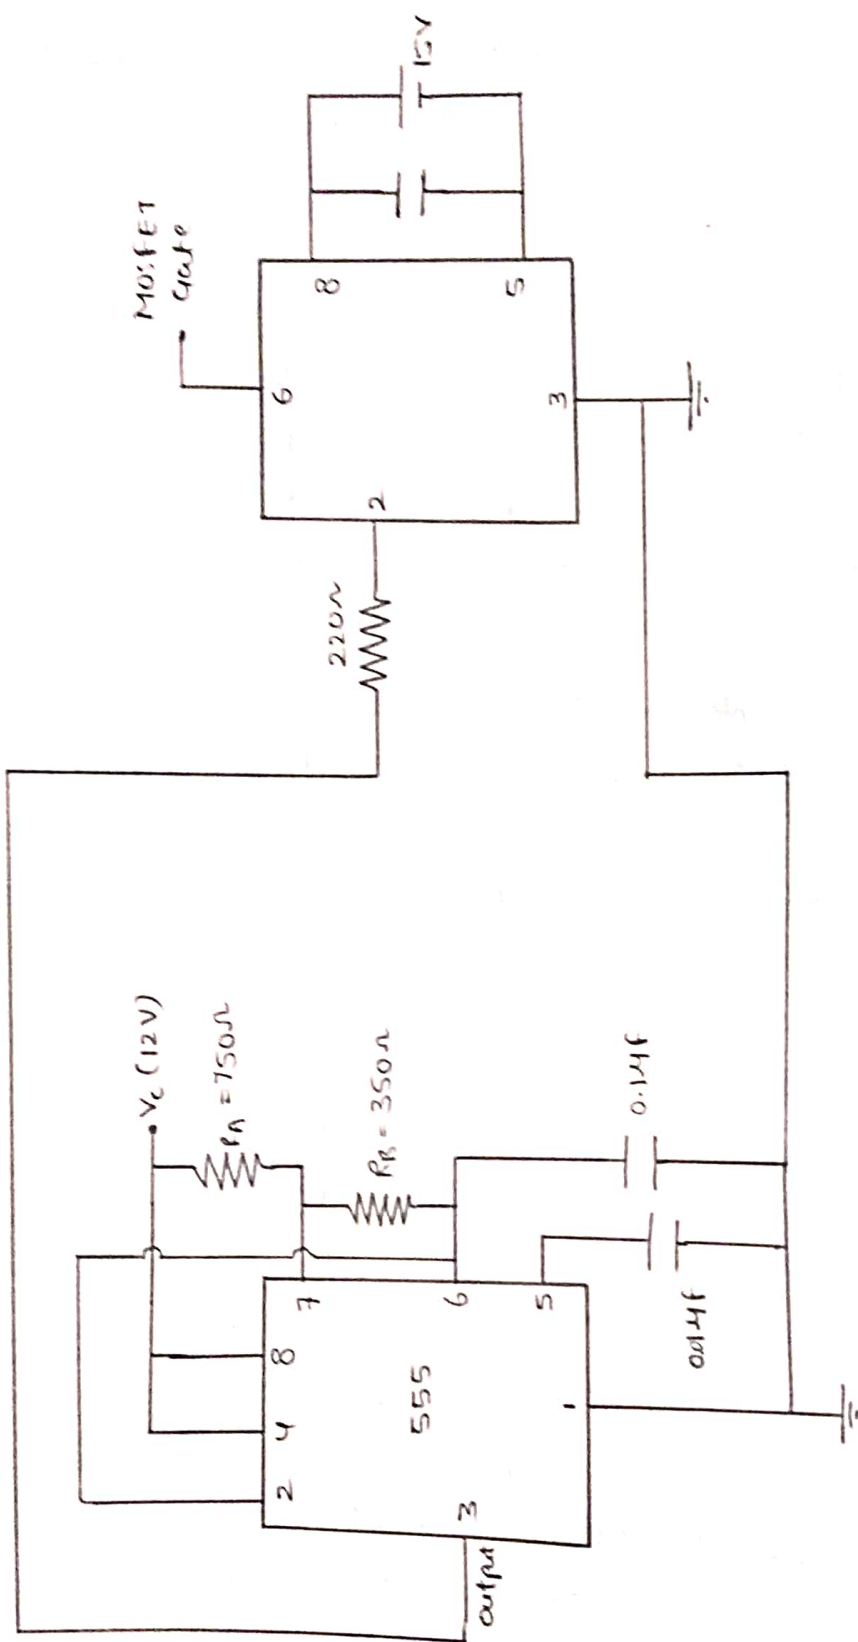 Vc (12V)
RA = 750Ω
RB = 350Ω
0.1μf
0.01μf
2
4
8
7
6
5
1
3
555
output
220Ω
2
6
3
8
5
MOSFET
Gate
15V